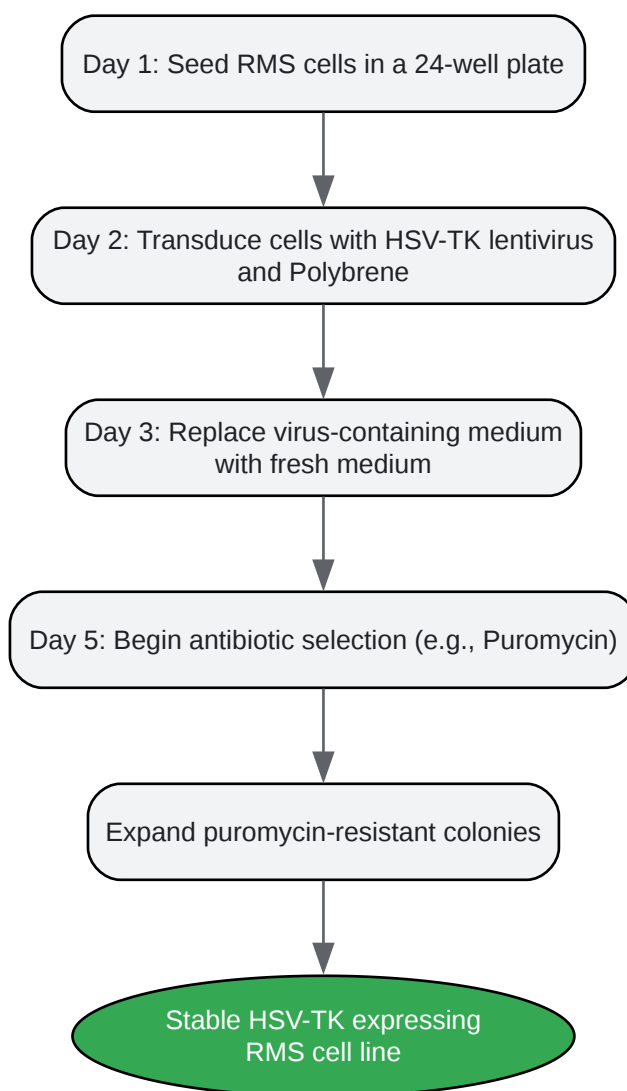 Day 1: Seed RMS cells in a 24-well plate
Day 2: Transduce cells with HSV-TK lentivirus
and Polybrene
Day 3: Replace virus-containing medium
with fresh medium
Day 5: Begin antibiotic selection (e.g., Puromycin)
Expand puromycin-resistant colonies
Stable HSV-TK expressing
RMS cell line